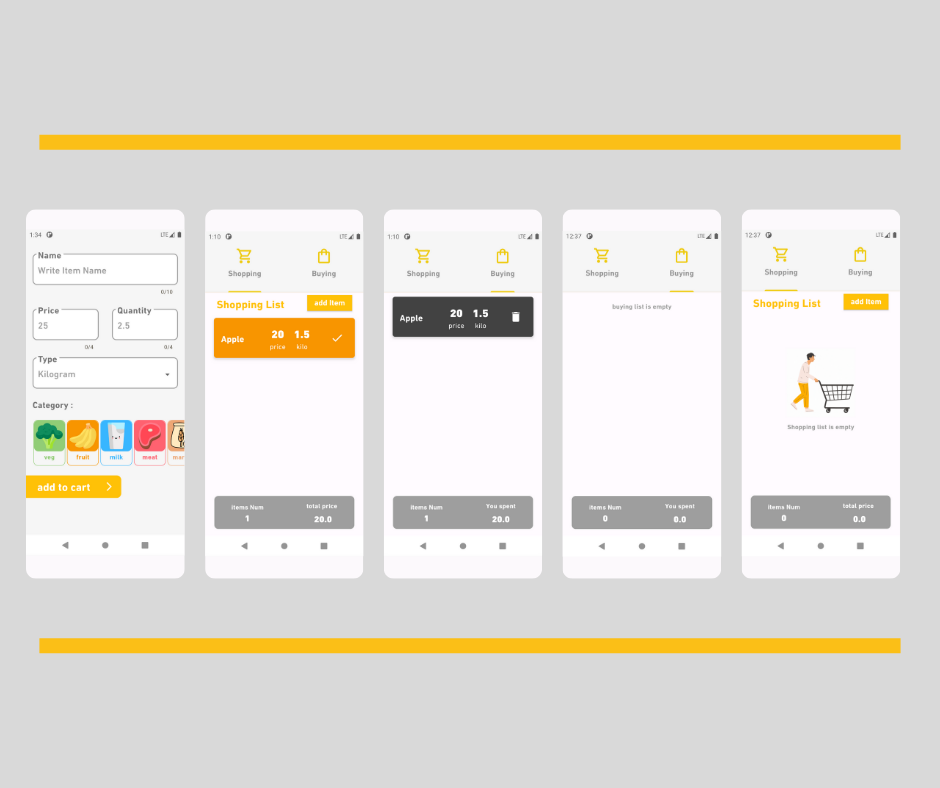 1:34 LTE
Name
Write Item Name
0/18
Price Quantity
25 2.5
0/4 0/4
Type
Kilogram
Category :
veg fruit milk meat
add to cart
1:10 LTE
Shopping Buying
Shopping List add item
Apple 20 1.5
price kilo
items Num total price
1 20.0
1:10 LTE
Shopping Buying
Apple 20 1.5
price kilo
items Num You spent
1 20.0
12:37 LTE
Shopping Buying
buying list is empty
items Num You spent
0 0.0
12:37 LTE
Shopping Buying
Shopping List add item
Shopping list is empty
items Num total price
0 0.0